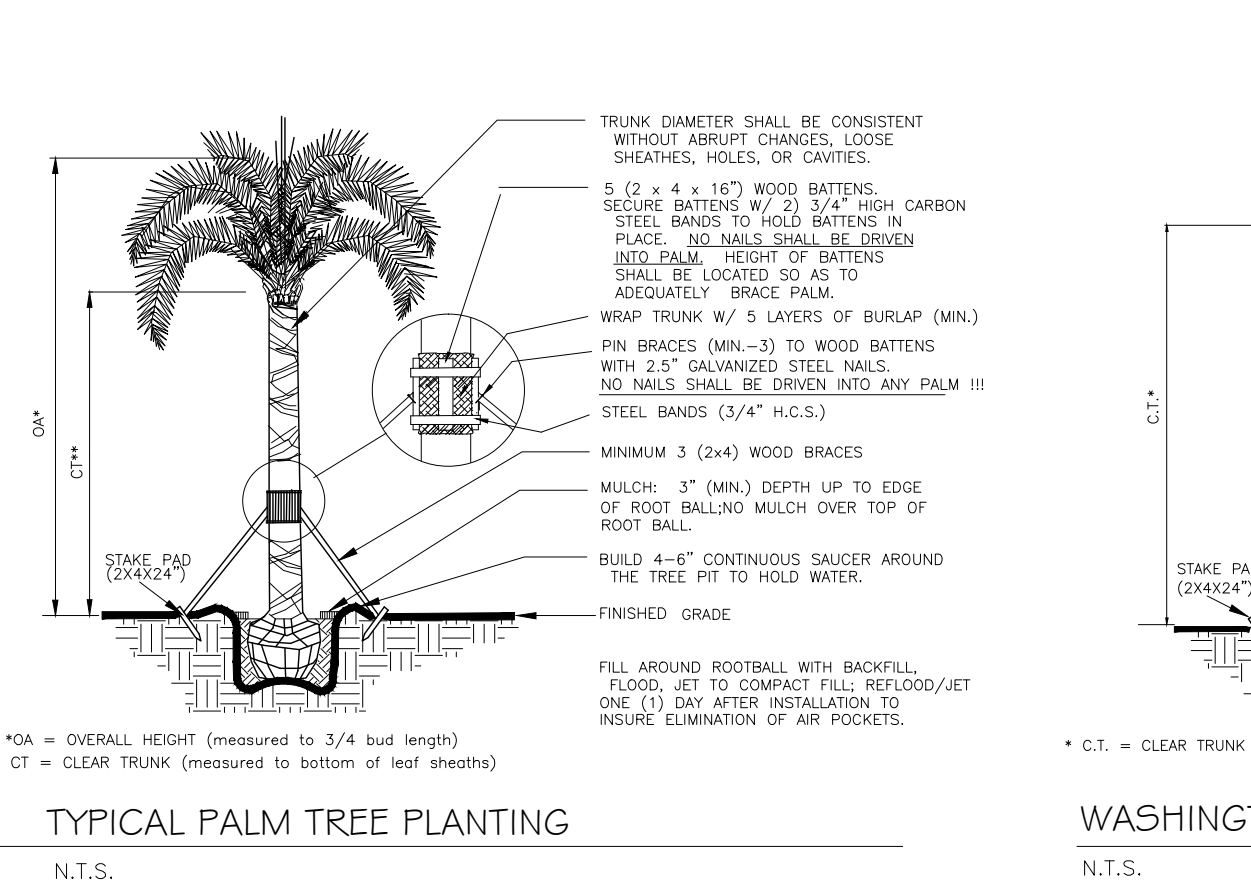 TRUNK DIAMETER SHALL BE CONSISTENT
WITHOUT ABRUPT CHANGES, LOOSE
SHEATHES, HOLES, OR CAVITIES.
5 (2 x 4 x 16”) WOOD BATTENS.
SECURE BATTENS W/ 2) 3/4” HIGH CARBON
STEEL BANDS TO HOLD BATTENS IN
PLACE. NO NAILS SHALL BE DRIVEN
INTO PALM. HEIGHT OF BATTENS
SHALL BE LOCATED SO AS TO
ADEQUATELY BRACE PALM.
WRAP TRUNK W/ 5 LAYERS OF BURLAP (MIN.)
PIN BRACES (MIN.–3) TO WOOD BATTENS
WITH 2.5” GALVANIZED STEEL NAILS.
NO NAILS SHALL BE DRIVEN INTO ANY PALM !!!
STEEL BANDS (3/4” H.C.S.)
MINIMUM 3 (2x4) WOOD BRACES
MULCH: 3” (MIN.) DEPTH UP TO EDGE
OF ROOT BALL;NO MULCH OVER TOP OF
ROOT BALL.
BUILD 4–6” CONTINUOUS SAUCER AROUND
THE TREE PIT TO HOLD WATER.
FINISHED GRADE
FILL AROUND ROOTBALL WITH BACKFILL,
FLOOD, JET TO COMPACT FILL; REFLOOD/JET
ONE (1) DAY AFTER INSTALLATION TO
INSURE ELIMINATION OF AIR POCKETS.
OA*
CT**
STAKE PAD
(2X4X24”)
*OA = OVERALL HEIGHT (measured to 3/4 bud length)
CT = CLEAR TRUNK (measured to bottom of leaf sheaths)
TYPICAL PALM TREE PLANTING
N.T.S.
C.T.*
STAKE PA
(2X4X24”)
* C.T. = CLEAR TRUNK
WASHINGT
N.T.S.